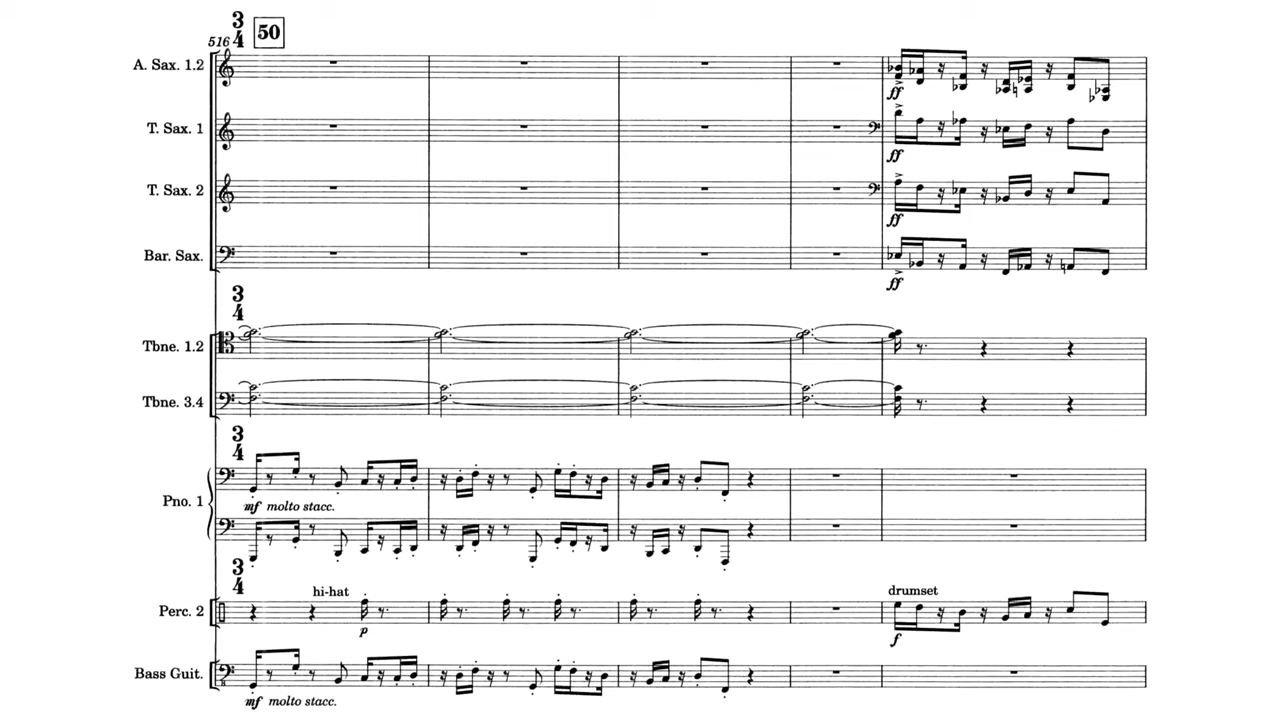 3 4 50
516
A. Sax. 1.2
ff
T. Sax. 1
ff
T. Sax. 2
ff
Bar. Sax.
ff
3 4
Tbne. 1.2
Tbne. 3.4
3 4
Pno. 1
mf molto stacc.
3 4
hi-hat drumset
Perc. 2
p f
Bass Guit.
mf molto stacc.